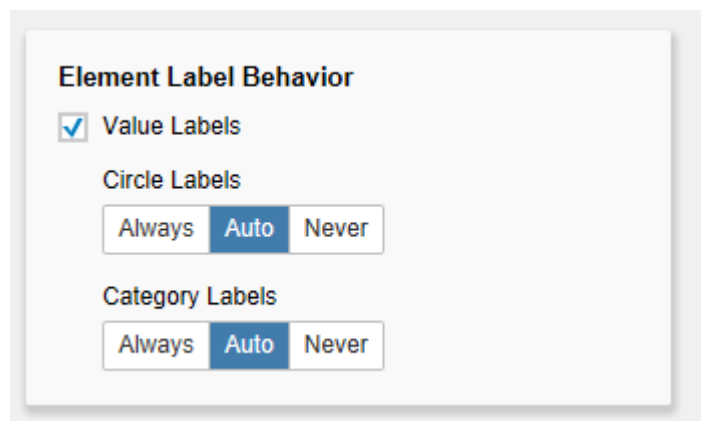 Element Label Behavior
Value Labels
Circle Labels
Always Auto Never
Category Labels
Always Auto Never